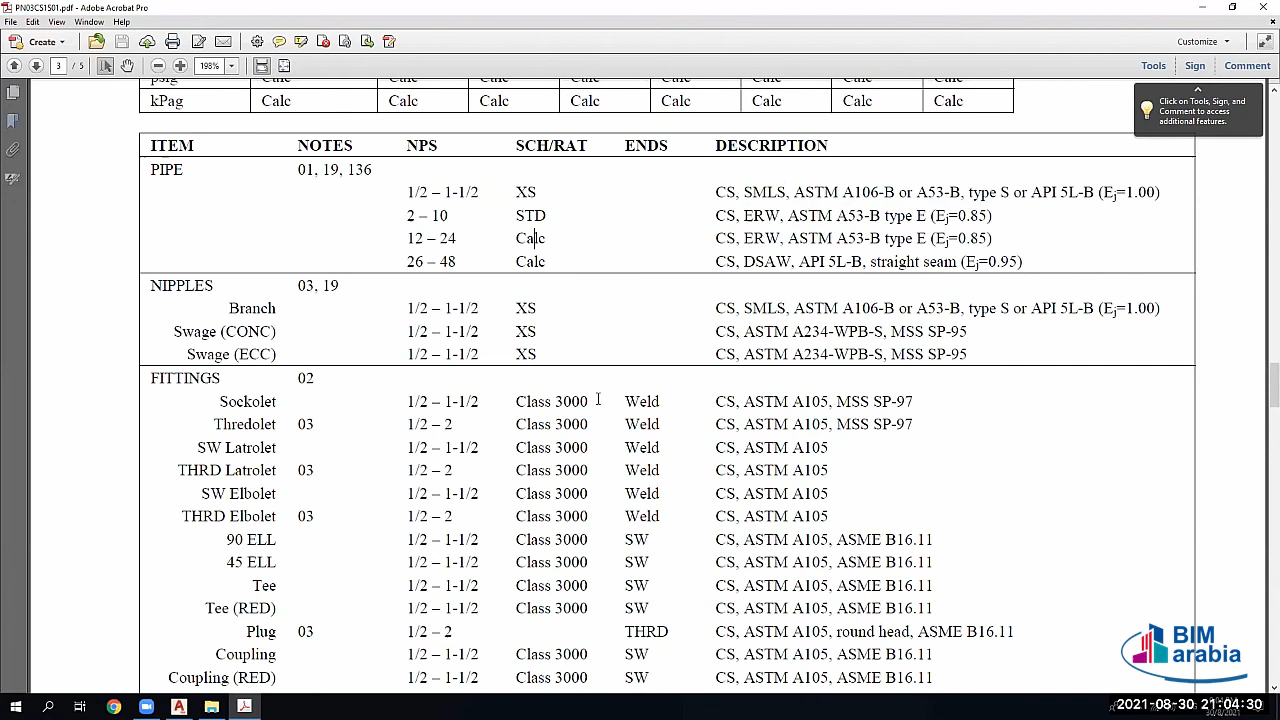 PN03CS1S01.pdf - Adobe Acrobat Pro
File Edit View Window Help
Create Customize
3 / 5 198% Tools Sign Comment
psig Calc Calc Calc Calc Calc Calc Calc Calc
kPag Calc Calc Calc Calc Calc Calc Calc Calc
Click on Tools, Sign, and
Comment to access
additional features.
ITEM NOTES NPS SCH/RAT ENDS DESCRIPTION
PIPE 01, 19, 136
1/2 – 1-1/2 XS CS, SMLS, ASTM A106-B or A53-B, type S or API 5L-B (Ej=1.00)
2 – 10 STD CS, ERW, ASTM A53-B type E (Ej=0.85)
12 – 24 Calc CS, ERW, ASTM A53-B type E (Ej=0.85)
26 – 48 Calc CS, DSAW, API 5L-B, straight seam (Ej=0.95)
NIPPLES 03, 19
Branch 1/2 – 1-1/2 XS CS, SMLS, ASTM A106-B or A53-B, type S or API 5L-B (Ej=1.00)
Swage (CONC) 1/2 – 1-1/2 XS CS, ASTM A234-WPB-S, MSS SP-95
Swage (ECC) 1/2 – 1-1/2 XS CS, ASTM A234-WPB-S, MSS SP-95
FITTINGS 02
Sockolet 1/2 – 1-1/2 Class 3000 Weld CS, ASTM A105, MSS SP-97
Thredolet 03 1/2 – 2 Class 3000 Weld CS, ASTM A105, MSS SP-97
SW Latrolet 1/2 – 1-1/2 Class 3000 Weld CS, ASTM A105
THRD Latrolet 03 1/2 – 2 Class 3000 Weld CS, ASTM A105
SW Elbolet 1/2 – 1-1/2 Class 3000 Weld CS, ASTM A105
THRD Elbolet 03 1/2 – 2 Class 3000 Weld CS, ASTM A105
90 ELL 1/2 – 1-1/2 Class 3000 SW CS, ASTM A105, ASME B16.11
45 ELL 1/2 – 1-1/2 Class 3000 SW CS, ASTM A105, ASME B16.11
Tee 1/2 – 1-1/2 Class 3000 SW CS, ASTM A105, ASME B16.11
Tee (RED) 1/2 – 1-1/2 Class 3000 SW CS, ASTM A105, ASME B16.11
Plug 03 1/2 – 2 THRD CS, ASTM A105, round head, ASME B16.11
Coupling 1/2 – 1-1/2 Class 3000 SW CS, ASTM A105, ASME B16.11
Coupling (RED) 1/2 – 1-1/2 Class 3000 SW CS, ASTM A105, ASME B16.11
BIM
arabia
2021-08-30 21:04:30